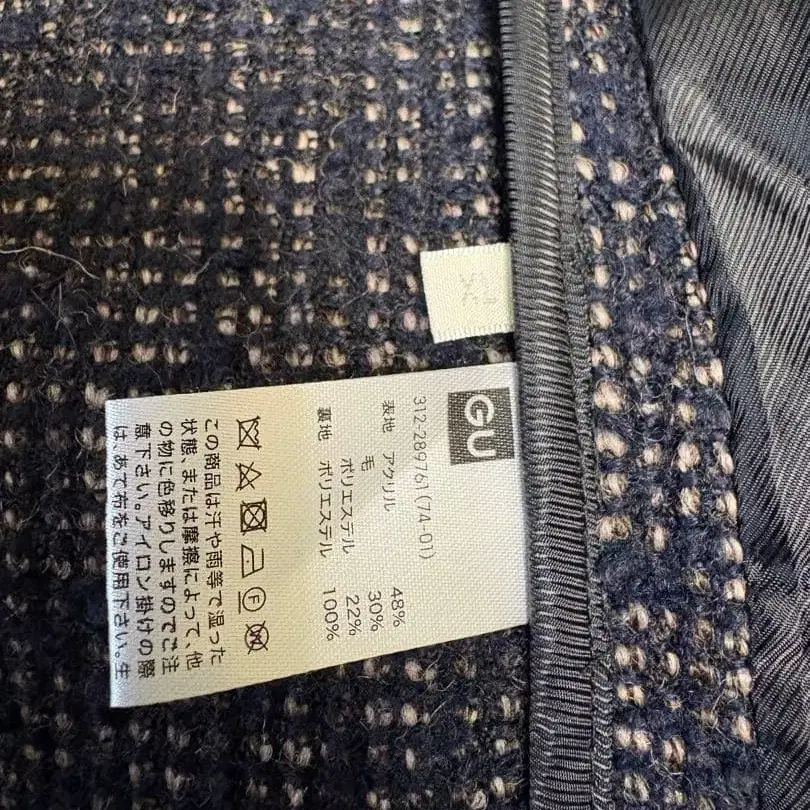 GU
312-289761(74-01)
表地 アクリル 48%
毛 30%
ポリエステル 22%
裏地 ポリエステル 100%
この商品は汗や雨等で湿った
状態、または摩擦によって、他
の物に色移りしますのでご注
意下さい。アイロン掛けの際
は、あて布をご使用下さい。生